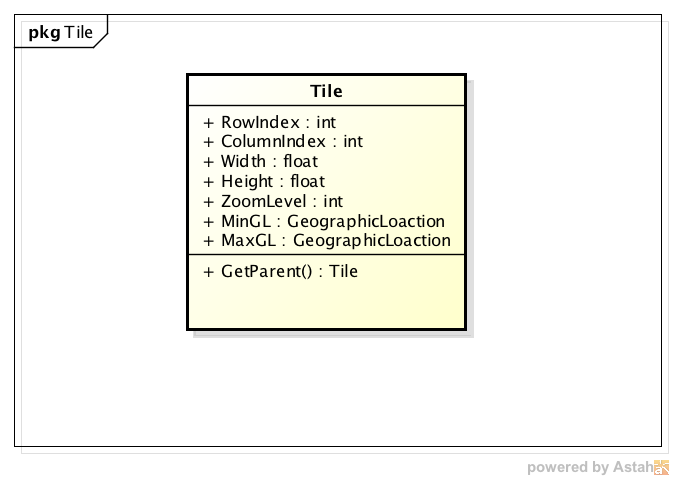 pkg Tile
Tile
+ RowIndex : int
+ ColumnIndex : int
+ Width : float
+ Height : float
+ ZoomLevel : int
+ MinGL : GeographicLoaction
+ MaxGL : GeographicLoaction
+ GetParent() : Tile
powered by Astah